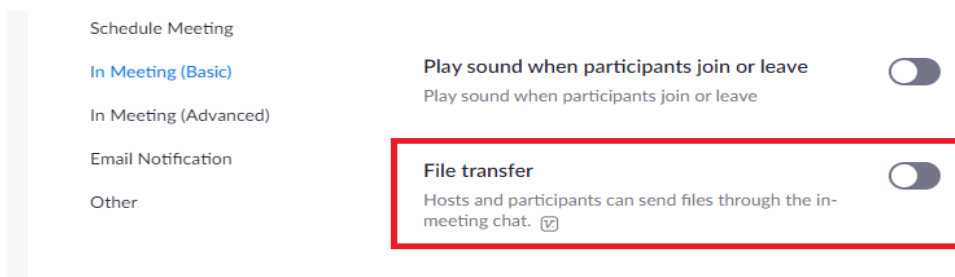 Schedule Meeting
In Meeting (Basic)
In Meeting (Advanced)
Email Notification
Other
Play sound when participants join or leave
Play sound when participants join or leave
File transfer
Hosts and participants can send files through the in-
meeting chat.